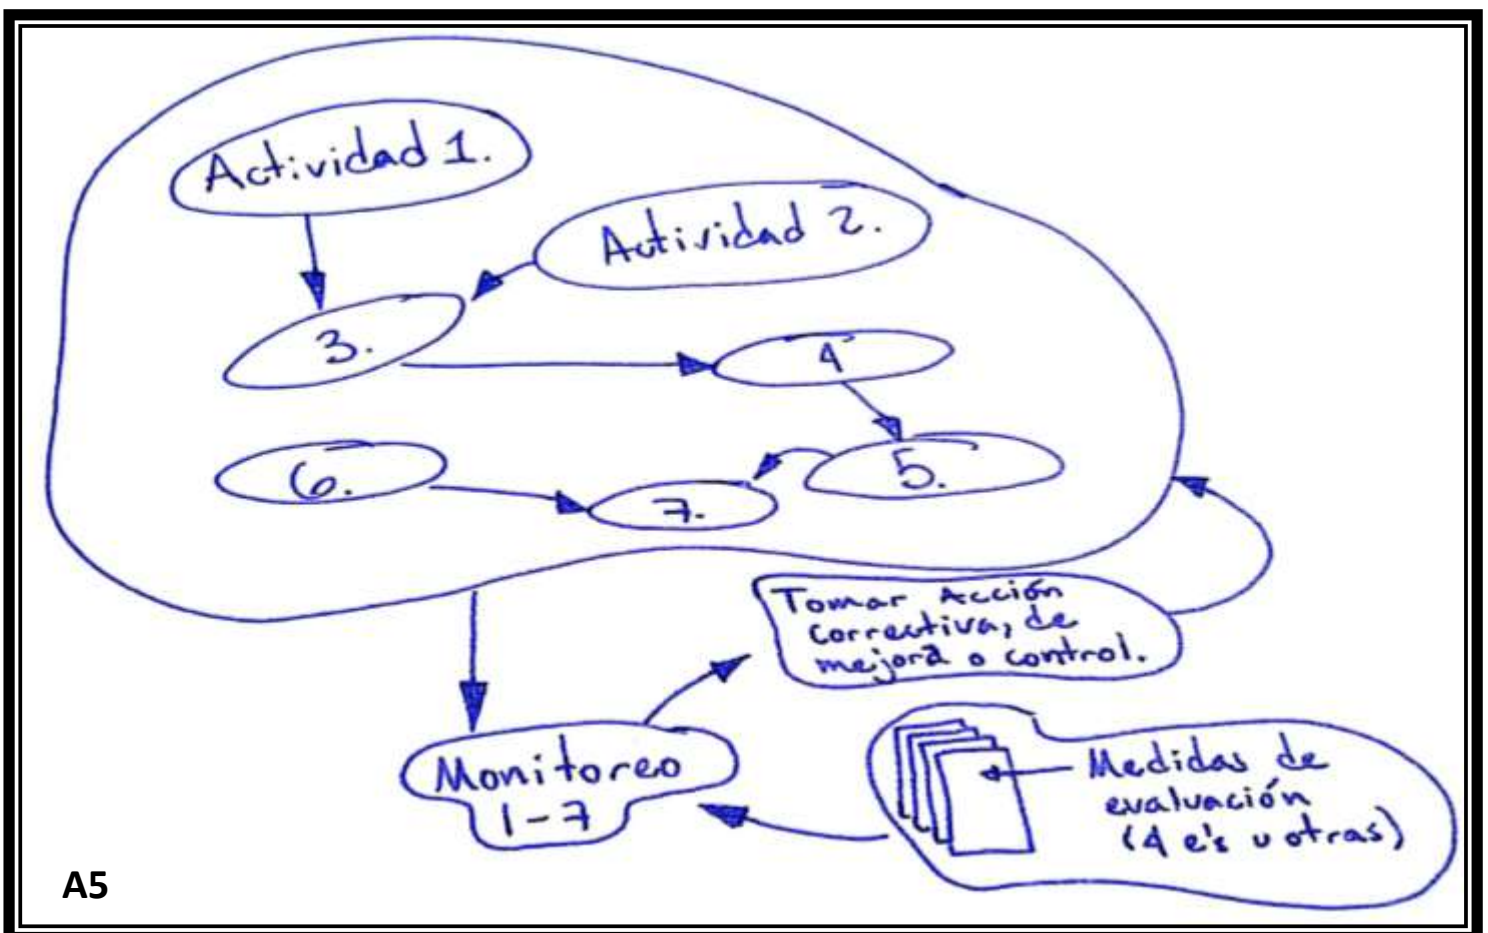 Actividad 1.
Actividad 2.
3.
4
5.
6.
7.
Tomar Acción
correctiva, de
mejora o control.
Monitoreo
1-7
Medidas de
evaluación
(4 e's u otras)
A5